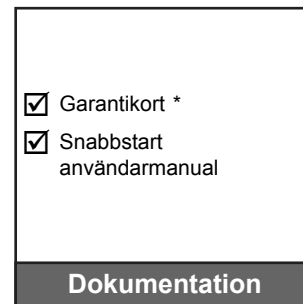 ☑ Garantikort *
☑ Snabbstart
användarmanual
Dokumentation